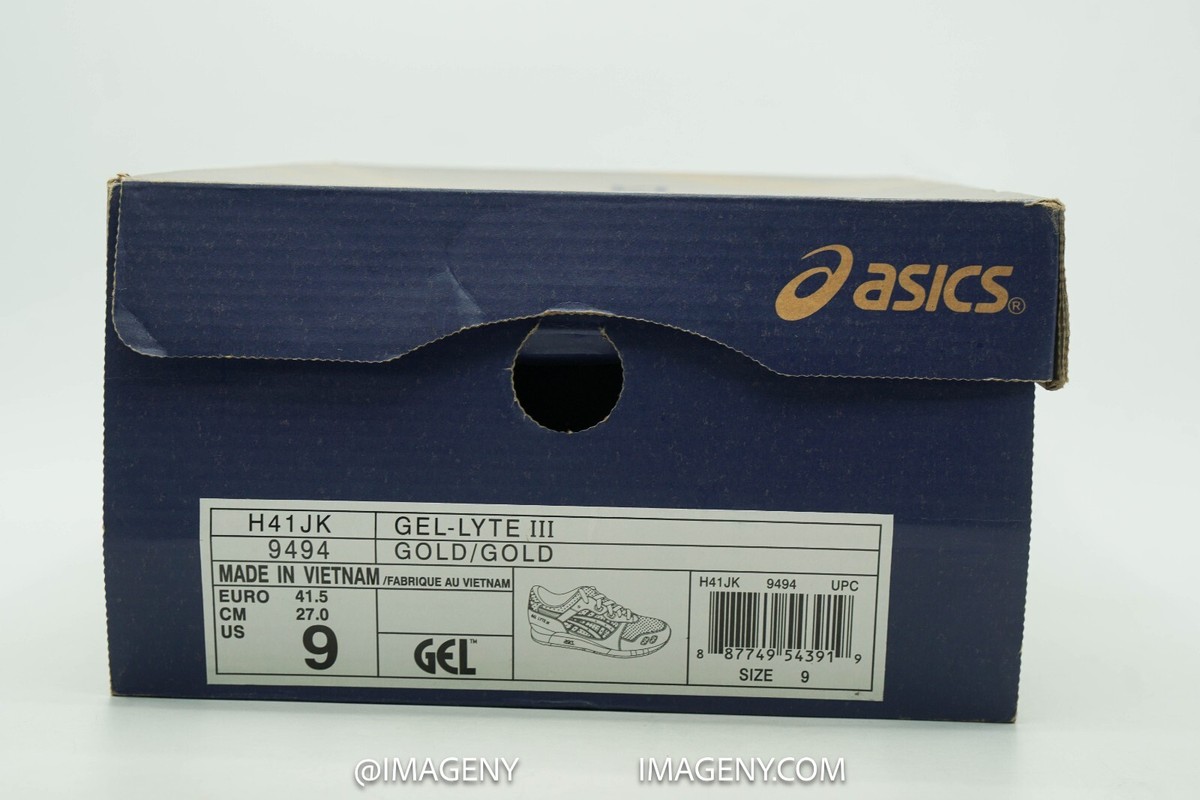 asics®
H41JK
GEL-LYTE III
9494
GOLD/GOLD
MADE IN VIETNAM /FABRIQUE AU VIETNAM
EURO 41.5
CM 27.0
US 9
GEL™
H41JK 9494 UPC
8 87749 54391 9
SIZE 9
@IMAGENY
IMAGENY.COM